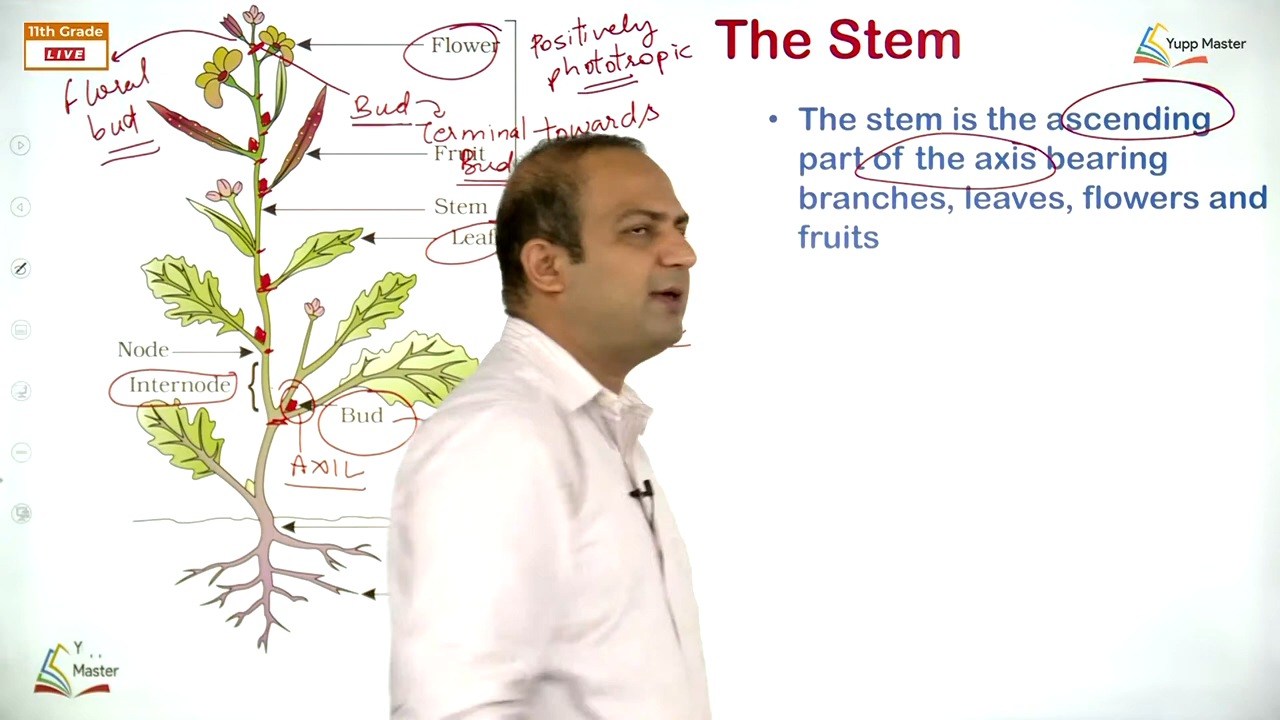 11th Grade
LIVE
The Stem
Yupp Master
• The stem is the ascending
part of the axis bearing
branches, leaves, flowers and
fruits
Flower
Positively
phototropic
towards
floral
bud
Bud
Terminal
Bud
Fruit
Stem
Leaf
Node
Internode
Bud
AXIL
Y
Master